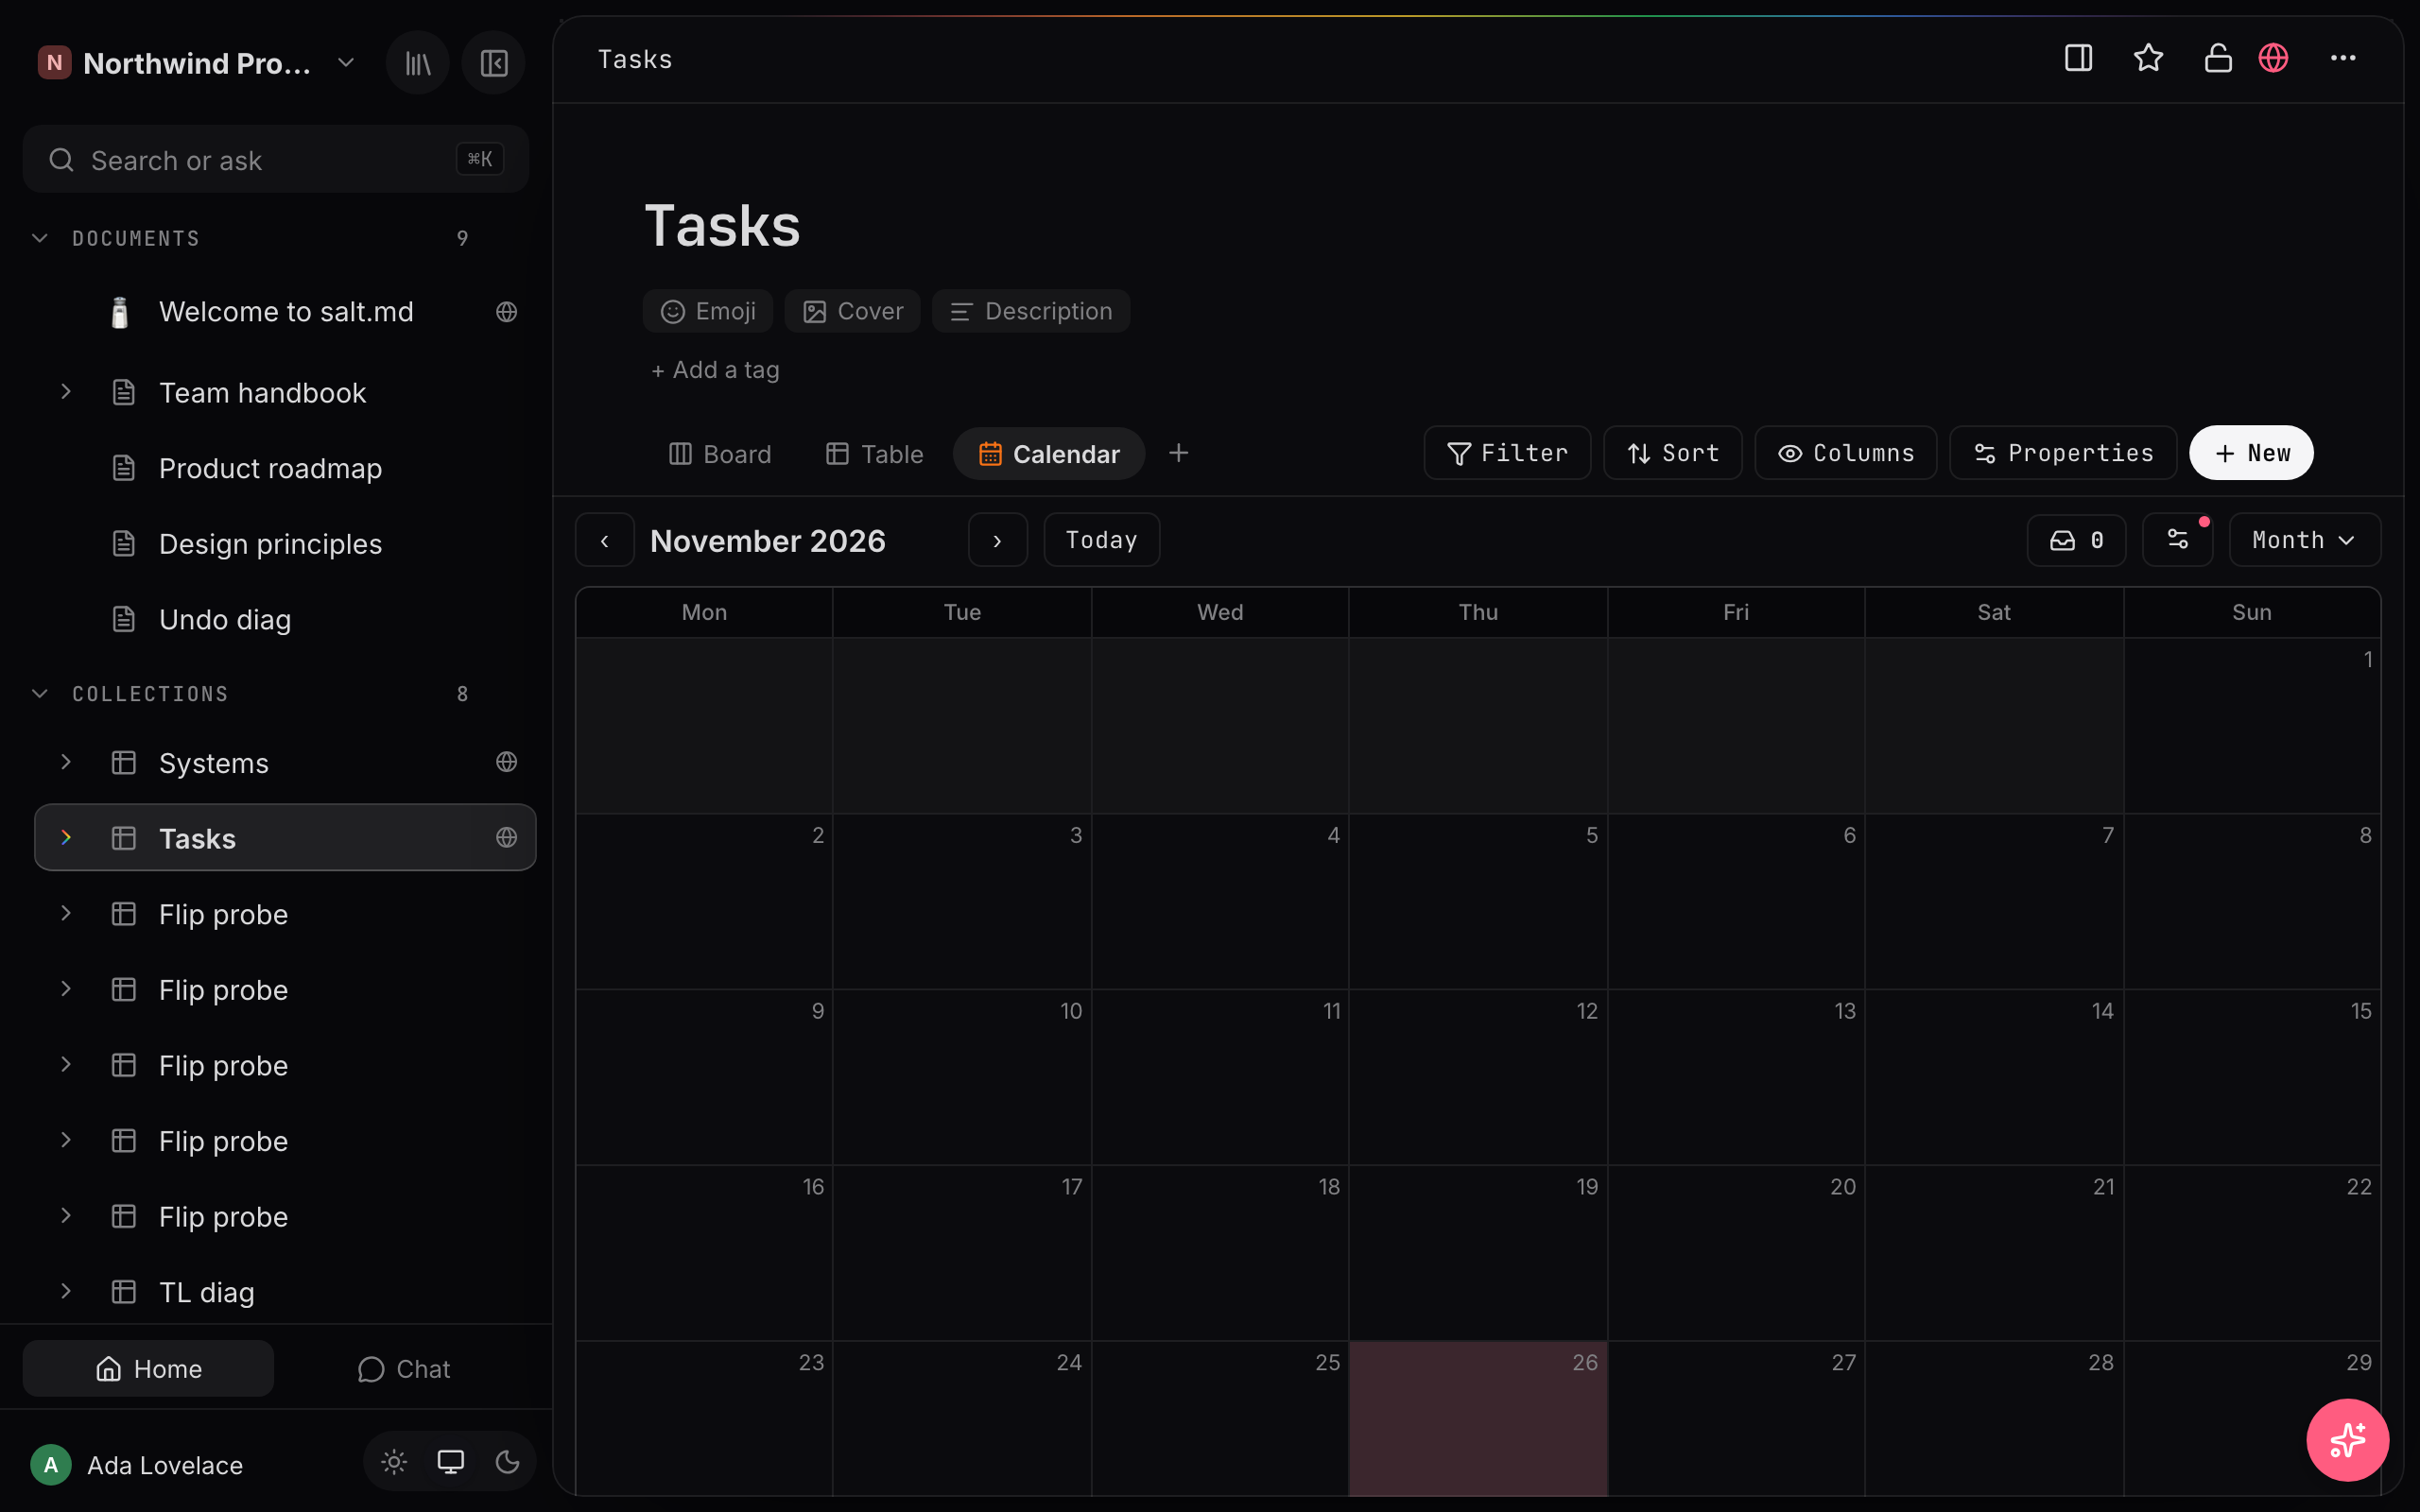 N Northwind Pro...
Search or ask ⌘K
DOCUMENTS 9
Welcome to salt.md
Team handbook
Product roadmap
Design principles
Undo diag
COLLECTIONS 8
Systems
Tasks
Flip probe
Flip probe
Flip probe
Flip probe
Flip probe
TL diag
Home Chat
A Ada Lovelace
Tasks
Tasks
Emoji Cover Description
+ Add a tag
Board Table Calendar + Filter Sort Columns Properties + New
‹ November 2026 › Today 0 Month
Mon Tue Wed Thu Fri Sat Sun
1
2 3 4 5 6 7 8
9 10 11 12 13 14 15
16 17 18 19 20 21 22
23 24 25 26 27 28 29